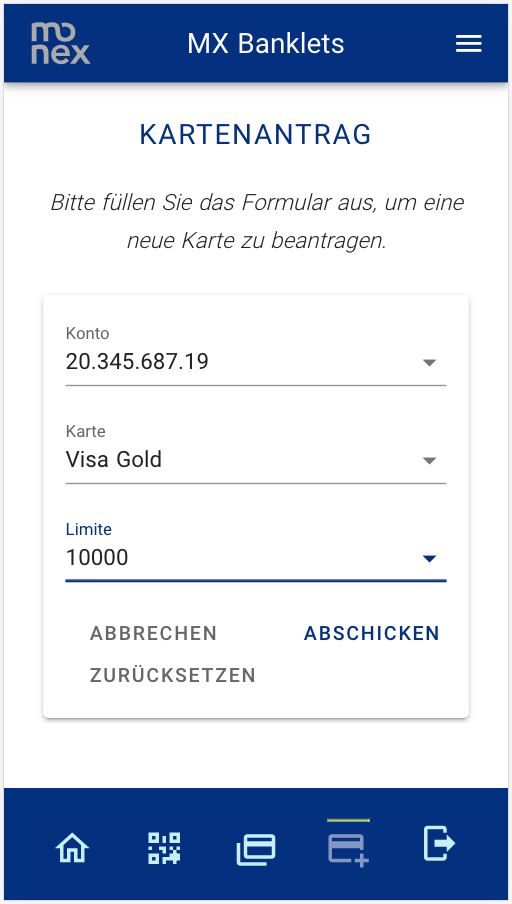 mo
nex
MX Banklets
KARTENANTRAG
Bitte füllen Sie das Formular aus, um eine
neue Karte zu beantragen.
Konto
20.345.687.19
Karte
Visa Gold
Limite
10000
ABBRECHEN
ABSCHICKEN
ZURÜCKSETZEN